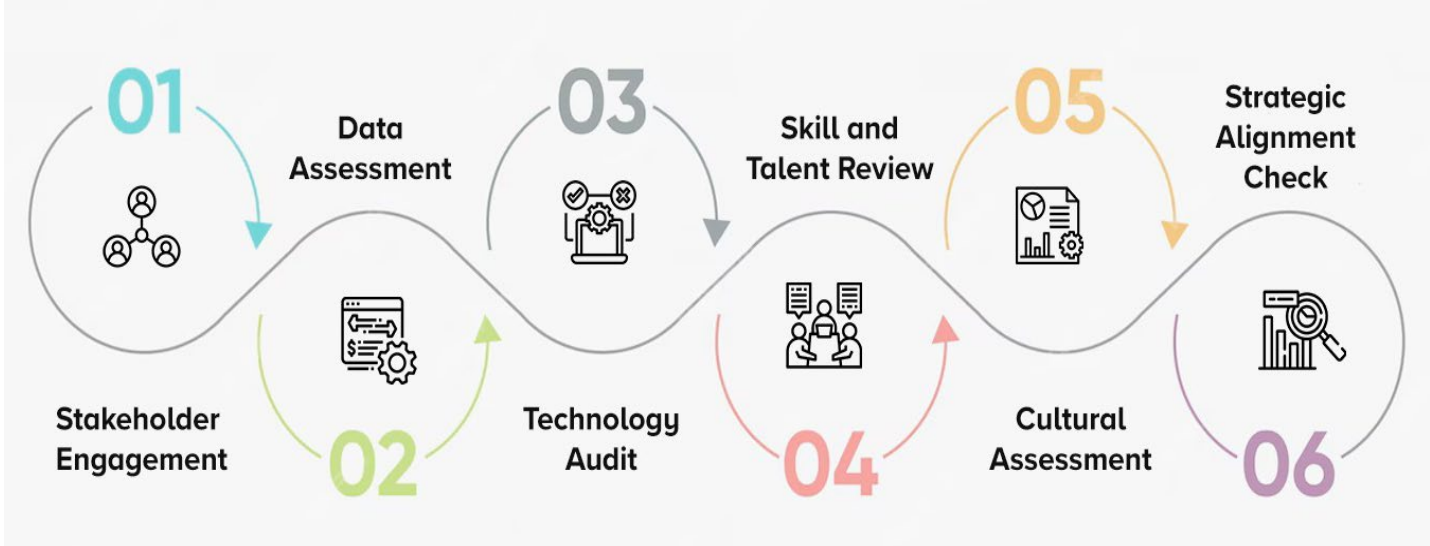 01
Stakeholder
Engagement
Data
Assessment
02
03
Technology
Audit
Skill and
Talent Review
04
05
Cultural
Assessment
Strategic
Alignment
Check
06
$